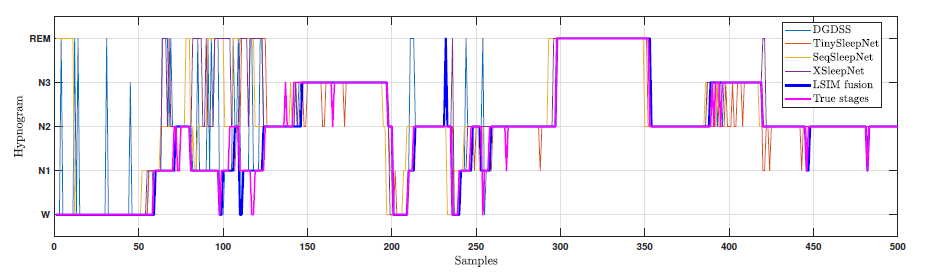 REM
N3
N2
N1
W
Hypnogram
0
50
100
150
200
250
300
350
400
450
500
Samples
DGDSS
TinySleepNet
SeqSleepNet
XSleepNet
LSIM fusion
True stages